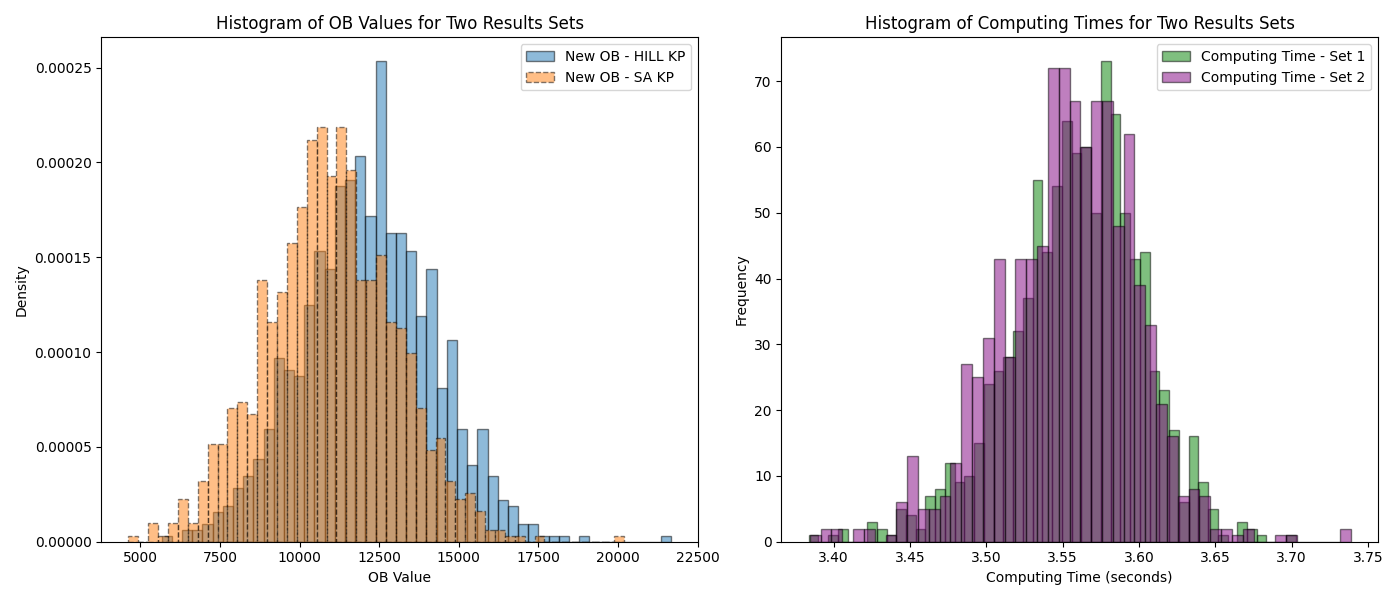 Histogram of OB Values for Two Results Sets
New OB - HILL KP
New OB - SA KP
0.00025
0.00020
0.00015
0.00010
0.00005
0.00000
Density
5000 7500 10000 12500 15000 17500 20000 22500
OB Value
Histogram of Computing Times for Two Results Sets
Computing Time - Set 1
Computing Time - Set 2
70
60
50
40
30
20
10
0
Frequency
3.40 3.45 3.50 3.55 3.60 3.65 3.70 3.75
Computing Time (seconds)